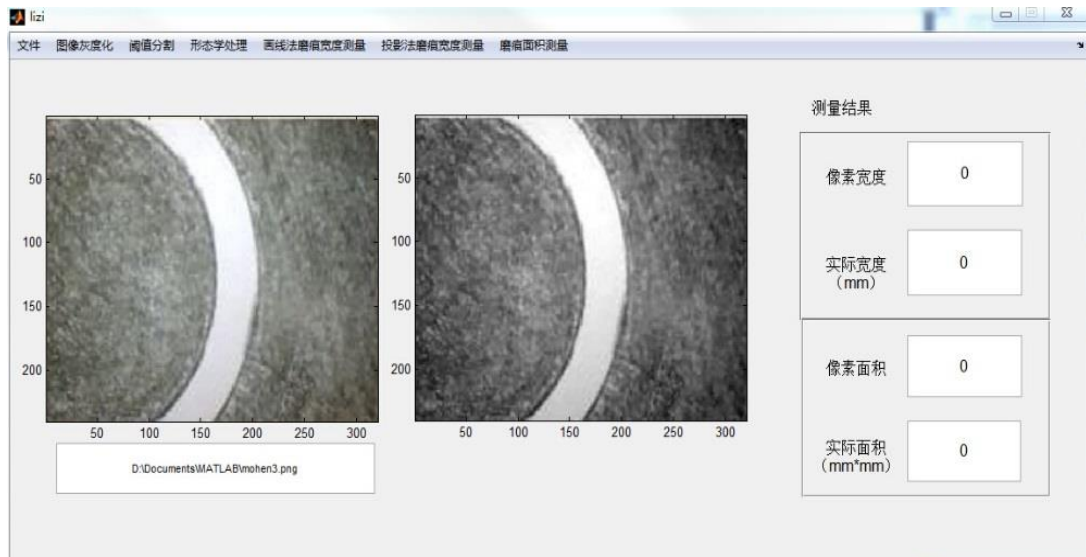 lizi
文件 图像灰度化 阈值分割 形态学处理 画线法磨痕宽度测量 投影法磨痕宽度测量 磨痕面积测量
测量结果
50
100
150
200
50 100 150 200 250 300
50
100
150
200
50 100 150 200 250 300
D:\Documents\MATLAB\mohen3.png
像素宽度 0
实际宽度 0
（mm）
像素面积 0
实际面积 0
（mm*mm）